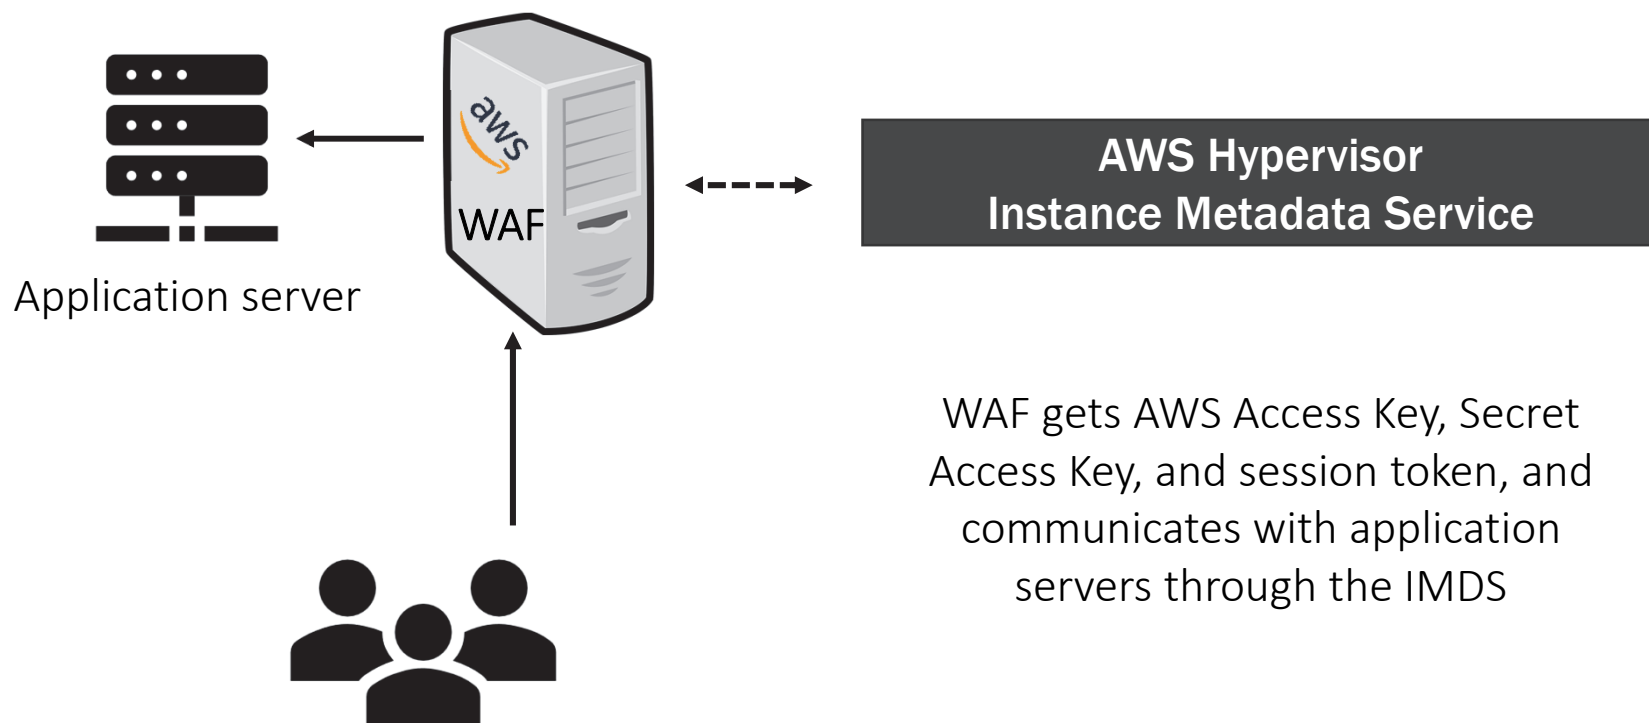 aws
WAF
AWS Hypervisor
Instance Metadata Service
Application server
WAF gets AWS Access Key, Secret
Access Key, and session token, and
communicates with application
servers through the IMDS